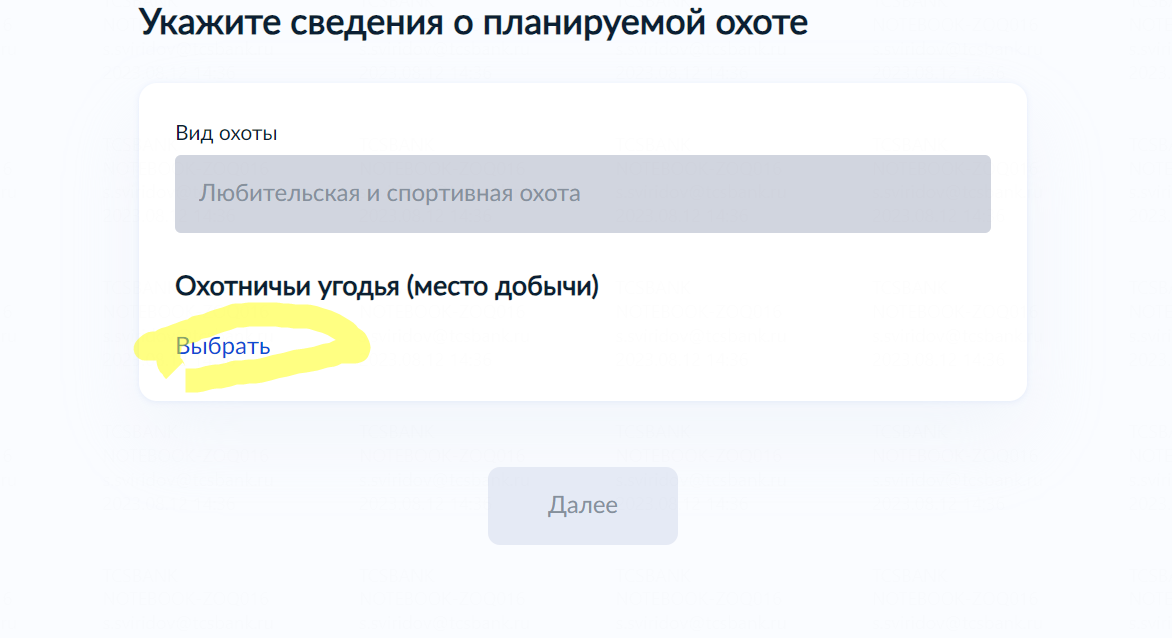 Укажите сведения о планируемой охоте
Вид охоты
Любительская и спортивная охота
Охотничьи угодья (место добычи)
Выбрать
Далее